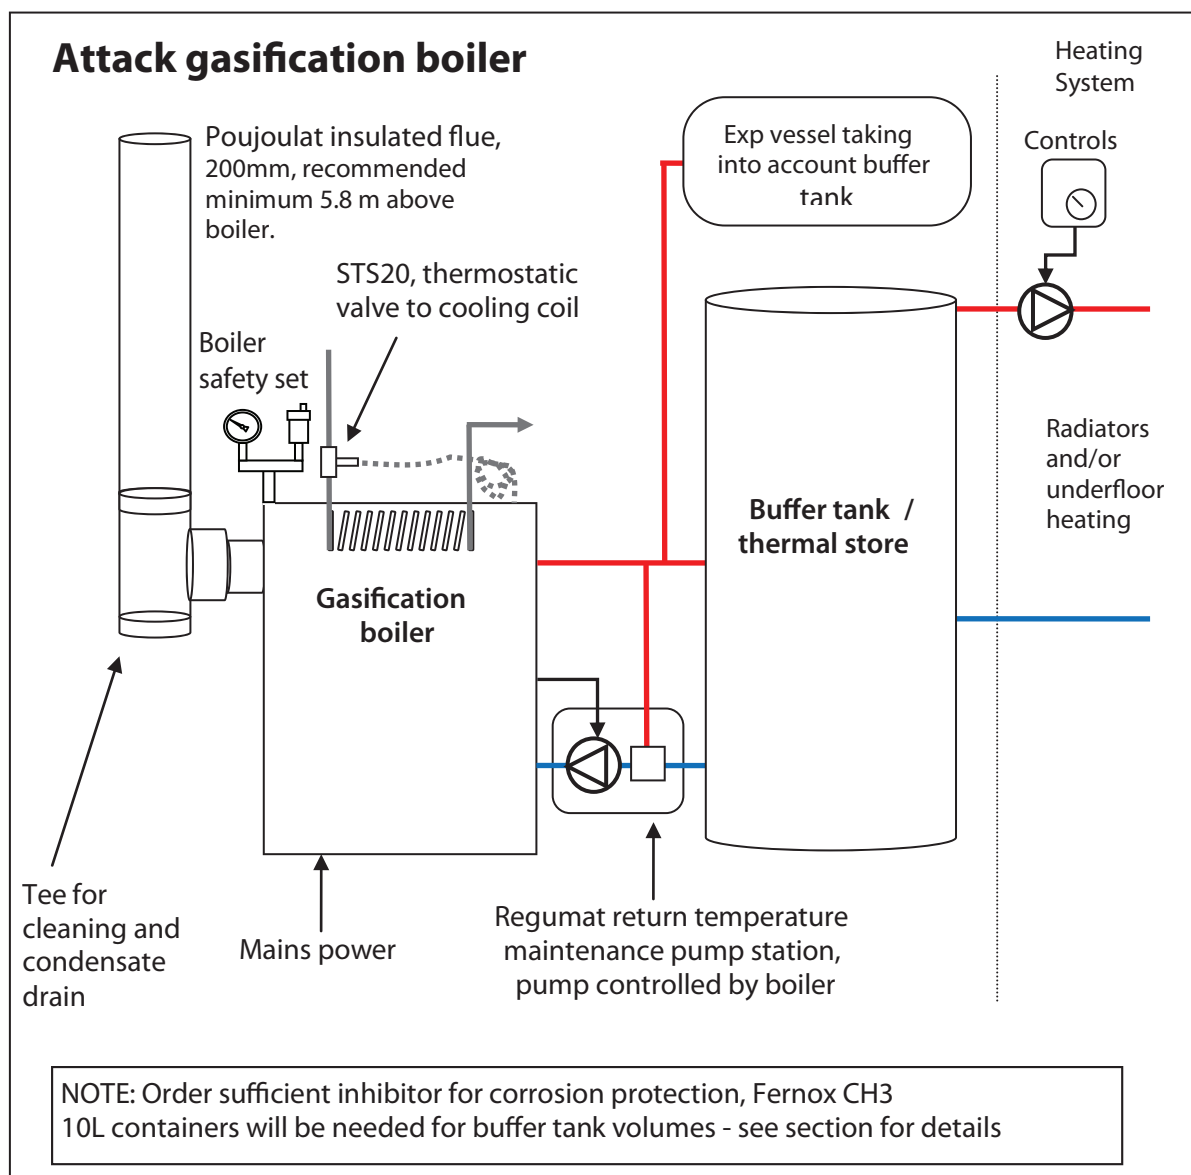 Attack gasification boiler
Heating
System
Poujoulat insulated flue,
200mm, recommended
minimum 5.8 m above
boiler.
Exp vessel taking
into account buffer
tank
Controls
STS20, thermostatic
valve to cooling coil
Boiler
safety set
Radiators
and/or
underfloor
heating
Buffer tank /
thermal store
Gasification
boiler
Tee for
cleaning and
condensate
drain
Mains power
Regumat return temperature
maintenance pump station,
pump controlled by boiler
NOTE: Order sufficient inhibitor for corrosion protection, Fernox CH3
10L containers will be needed for buffer tank volumes - see section for details